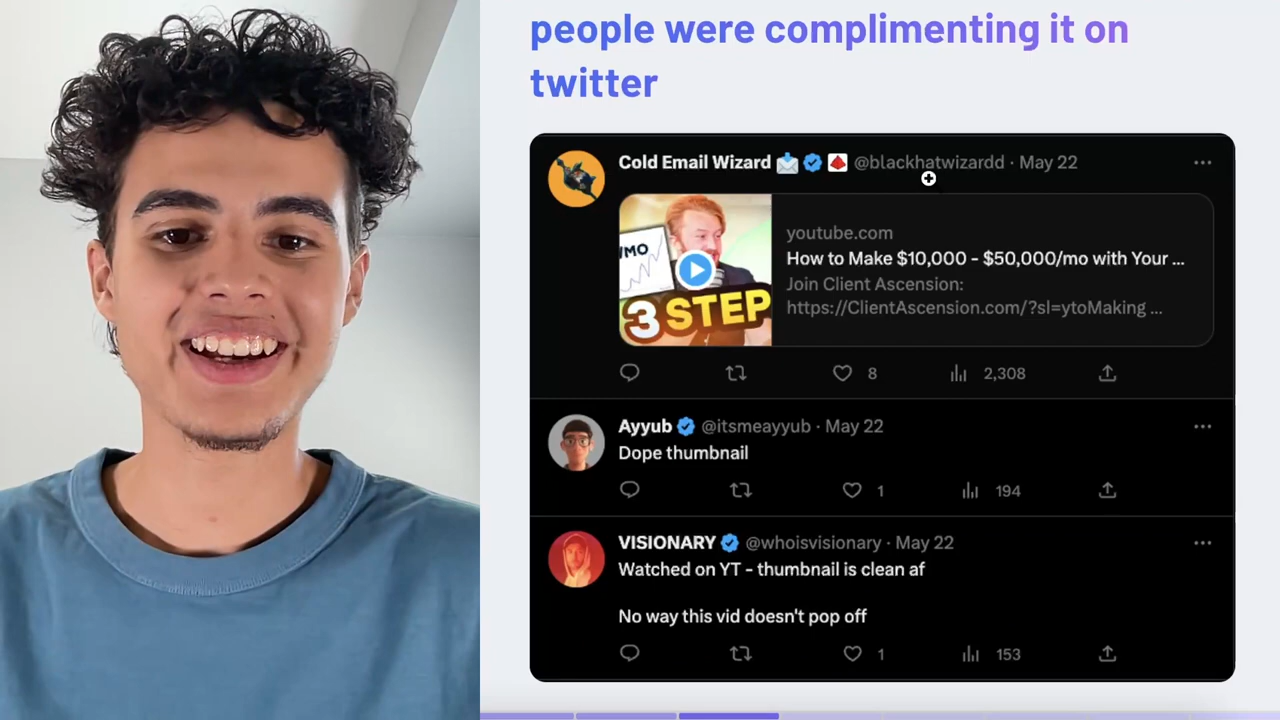 people were complimenting it on
twitter
Cold Email Wizard @blackhatwizardd · May 22
youtube.com
How to Make $10,000 - $50,000/mo with Your ...
Join Client Ascension:
https://ClientAscension.com/?sl=ytoMaking ...
/MO
3 STEP
8
2,308
Ayyub @itsmeayyub · May 22
Dope thumbnail
1
194
VISIONARY @whoisvisionary · May 22
Watched on YT - thumbnail is clean af
No way this vid doesn't pop off
1
153